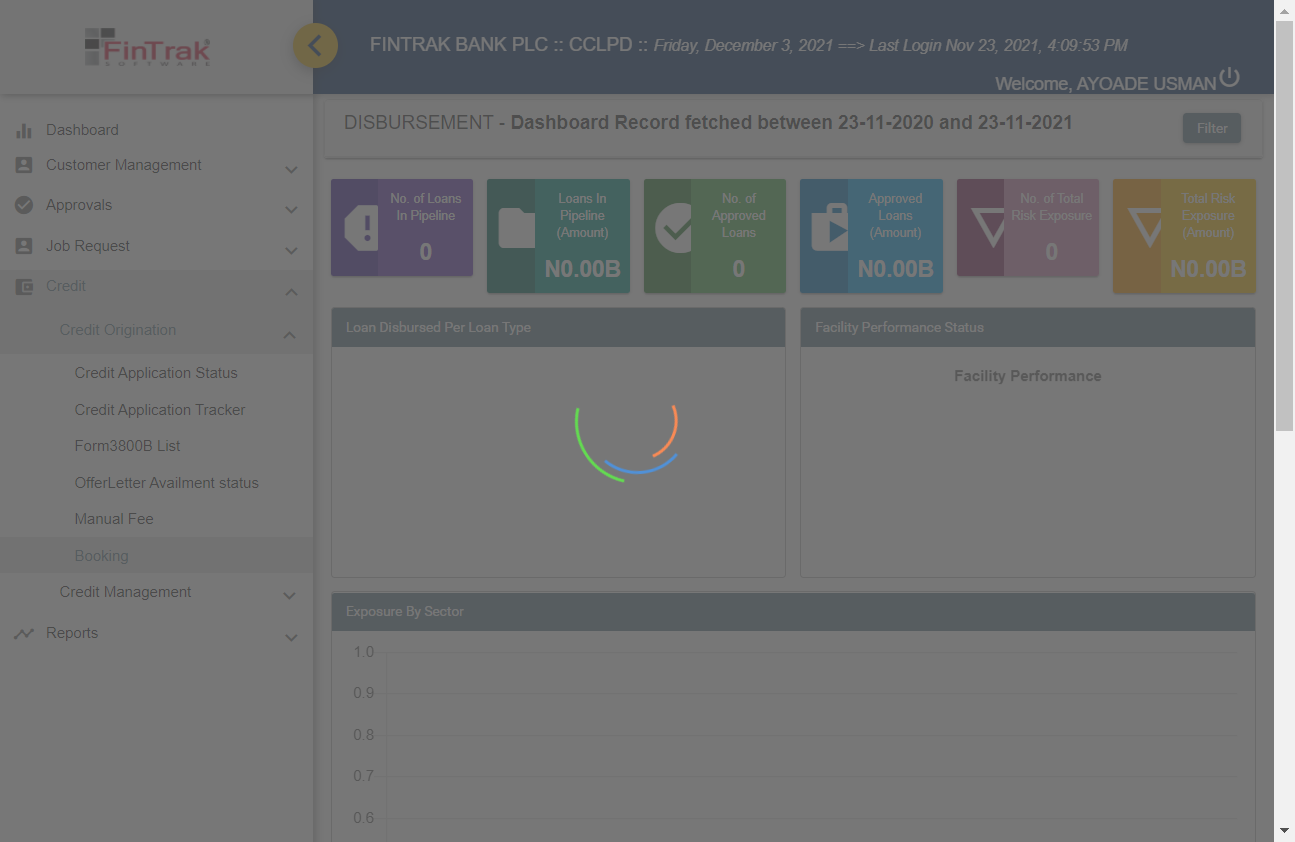 FinTrak
SOFTWARE
FINTRAK BANK PLC :: CCLPD :: Friday, December 3, 2021 ==> Last Login Nov 23, 2021, 4:09:53 PM
Welcome, AYOADE USMAN
Dashboard
Customer Management
Approvals
Job Request
Credit
Credit Origination
Credit Application Status
Credit Application Tracker
Form3800B List
OfferLetter Availment status
Manual Fee
Booking
Credit Management
Reports
DISBURSEMENT - Dashboard Record fetched between 23-11-2020 and 23-11-2021
Filter
No. of Loans
In Pipeline
0
Loans In
Pipeline
(Amount)
N0.00B
No. of
Approved
Loans
0
Approved
Loans
(Amount)
N0.00B
No. of Total
Risk Exposure
0
Total Risk
Exposure
(Amount)
N0.00B
Loan Disbursed Per Loan Type
Facility Performance Status
Facility Performance
Exposure By Sector
1.0
0.9
0.8
0.7
0.6